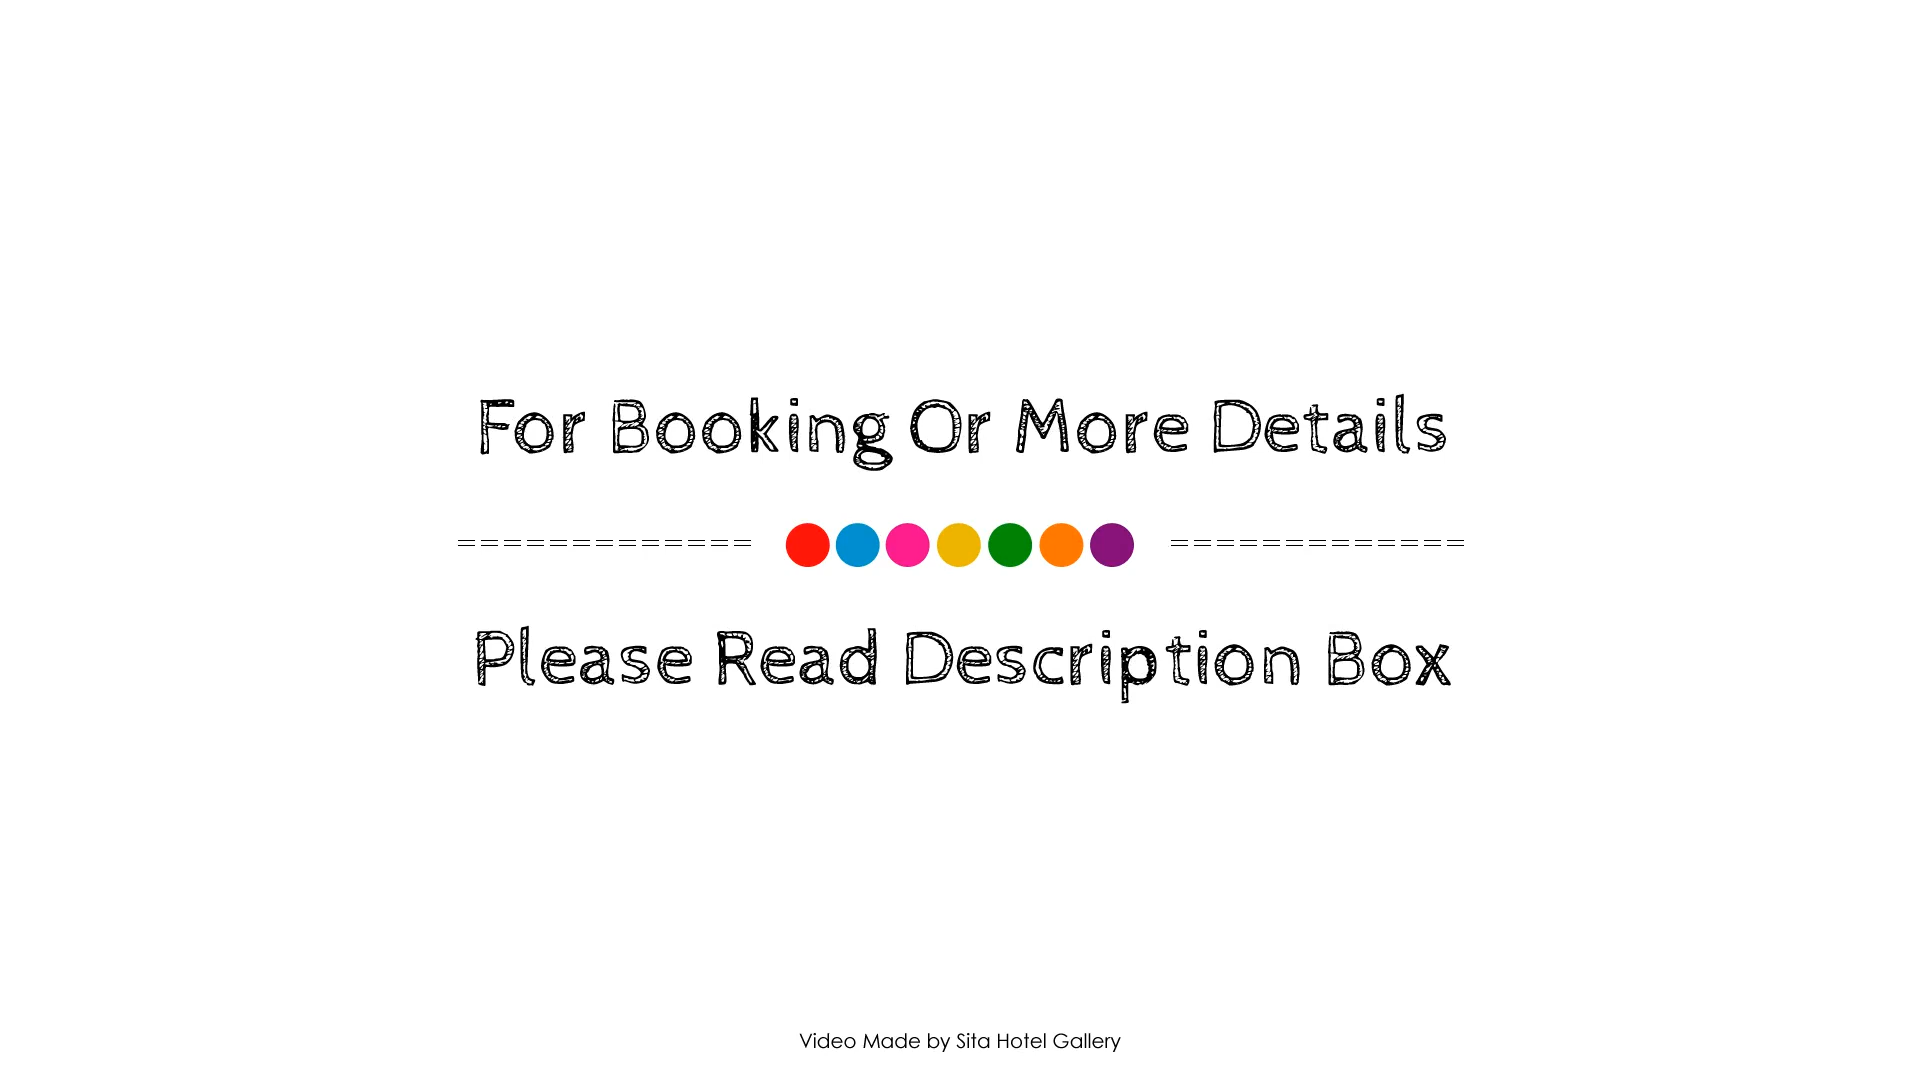 For Booking Or More Details
============= =============
Please Read Description Box
Video Made by Sita Hotel Gallery